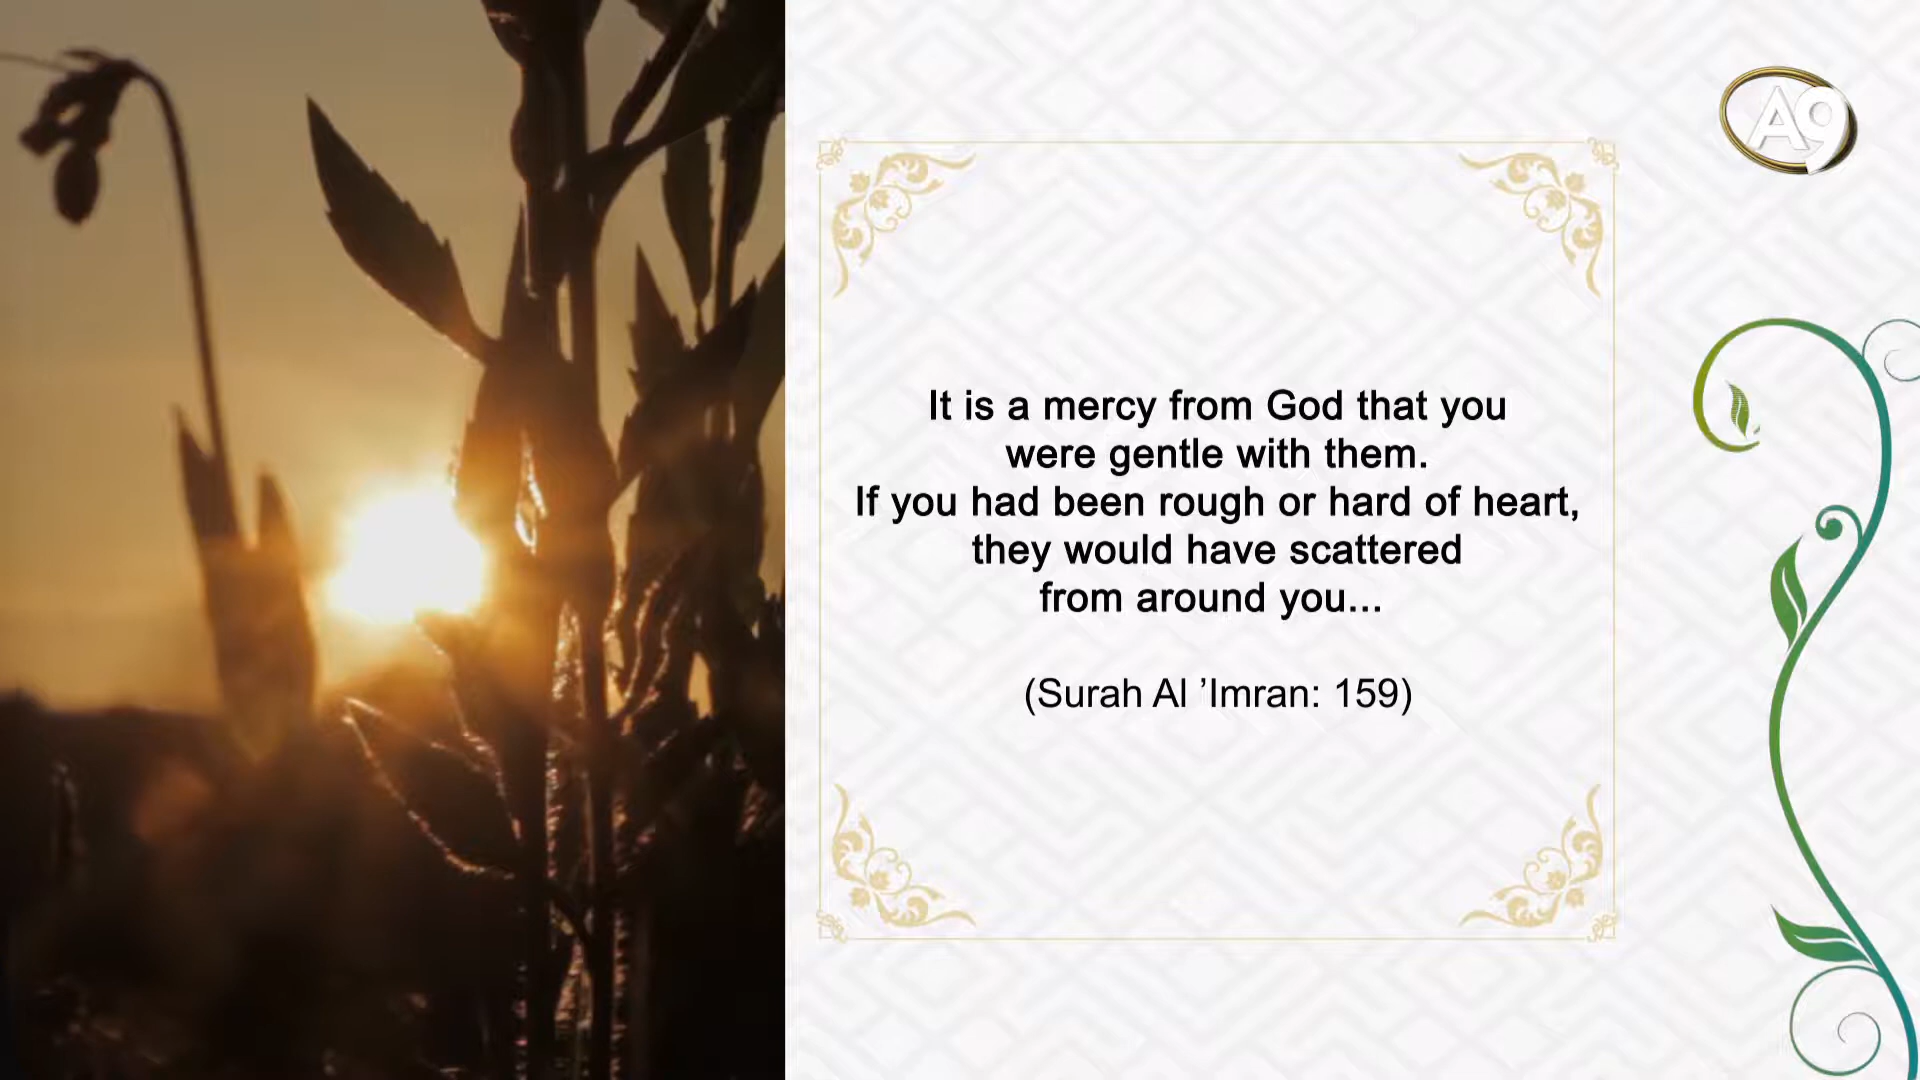 A9
It is a mercy from God that you
were gentle with them.
If you had been rough or hard of heart,
they would have scattered
from around you...
(Surah Al ’Imran: 159)